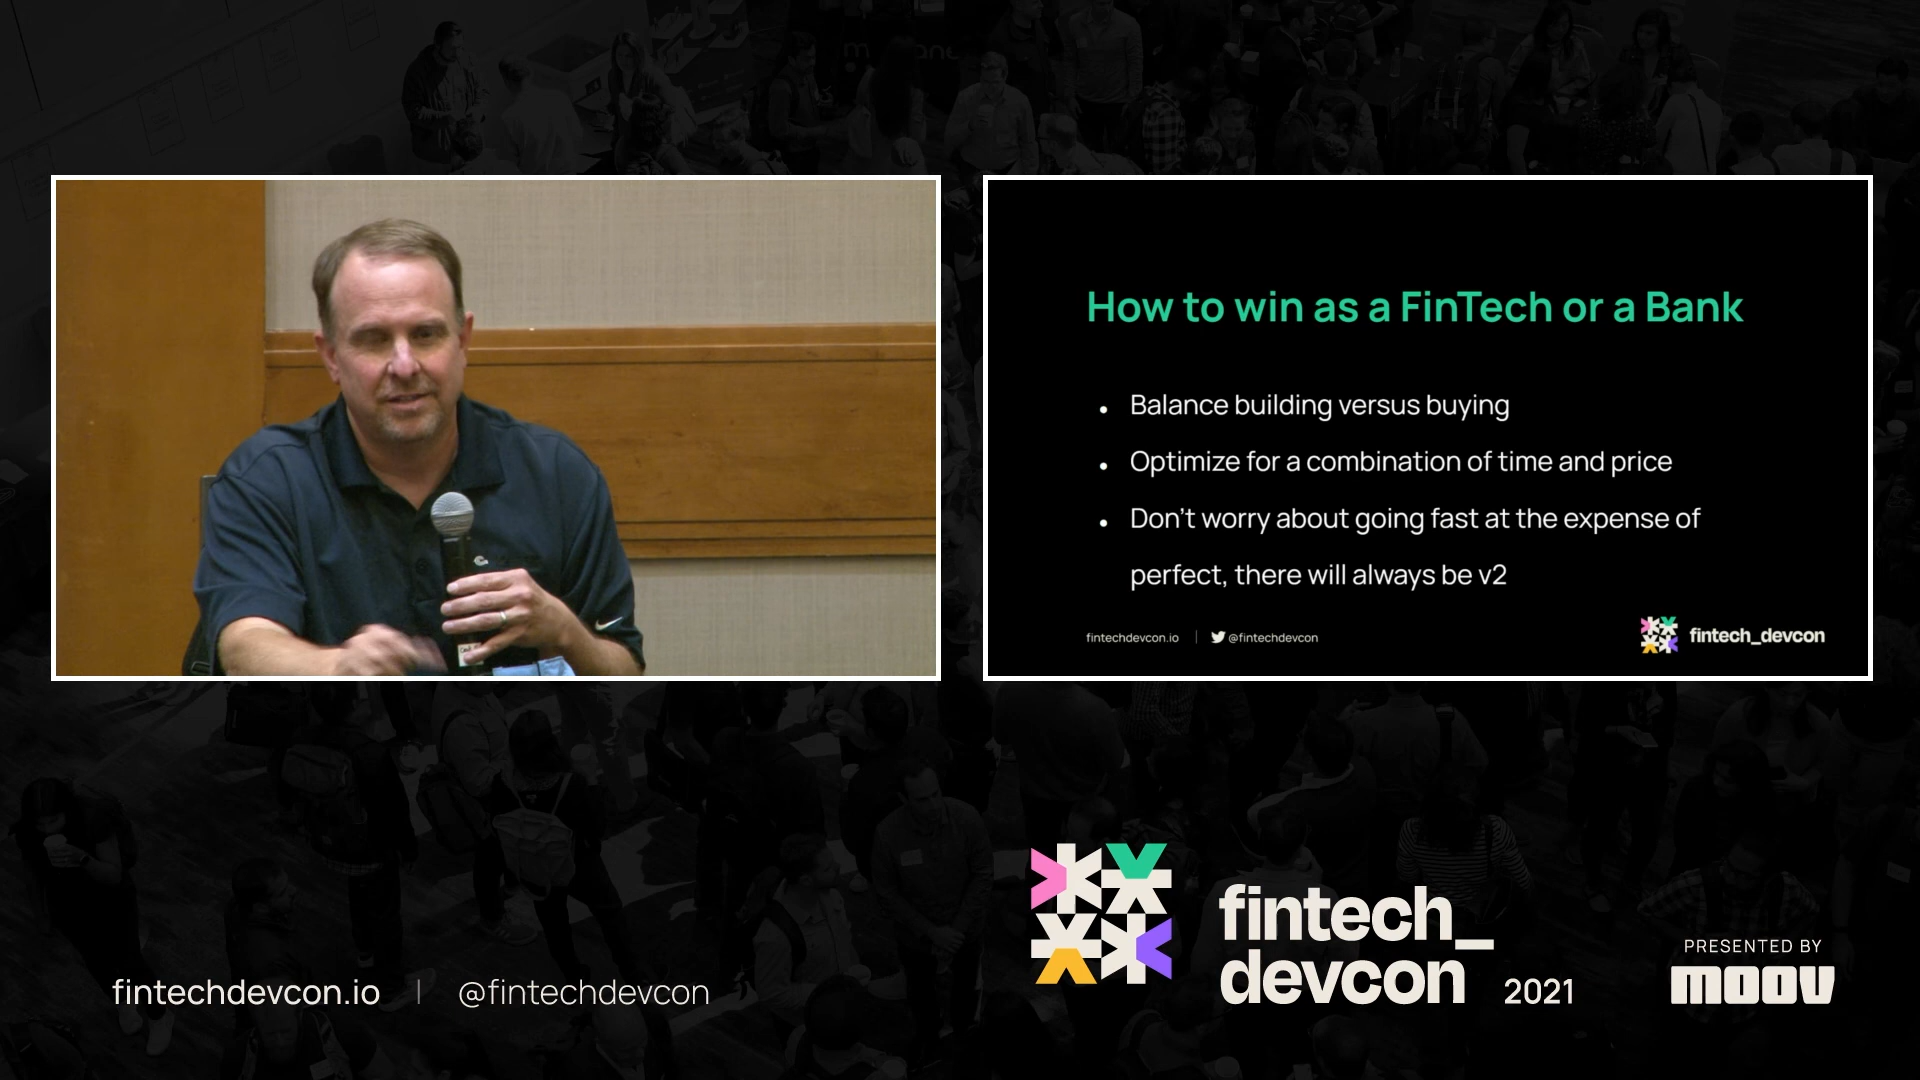 How to win as a FinTech or a Bank
• Balance building versus buying
• Optimize for a combination of time and price
• Don't worry about going fast at the expense of
perfect, there will always be v2
fintechdevcon.io | @fintechdevcon
fintech_devcon
fintechdevcon.io | @fintechdevcon
fintech_
devcon 2021
PRESENTED BY
moov